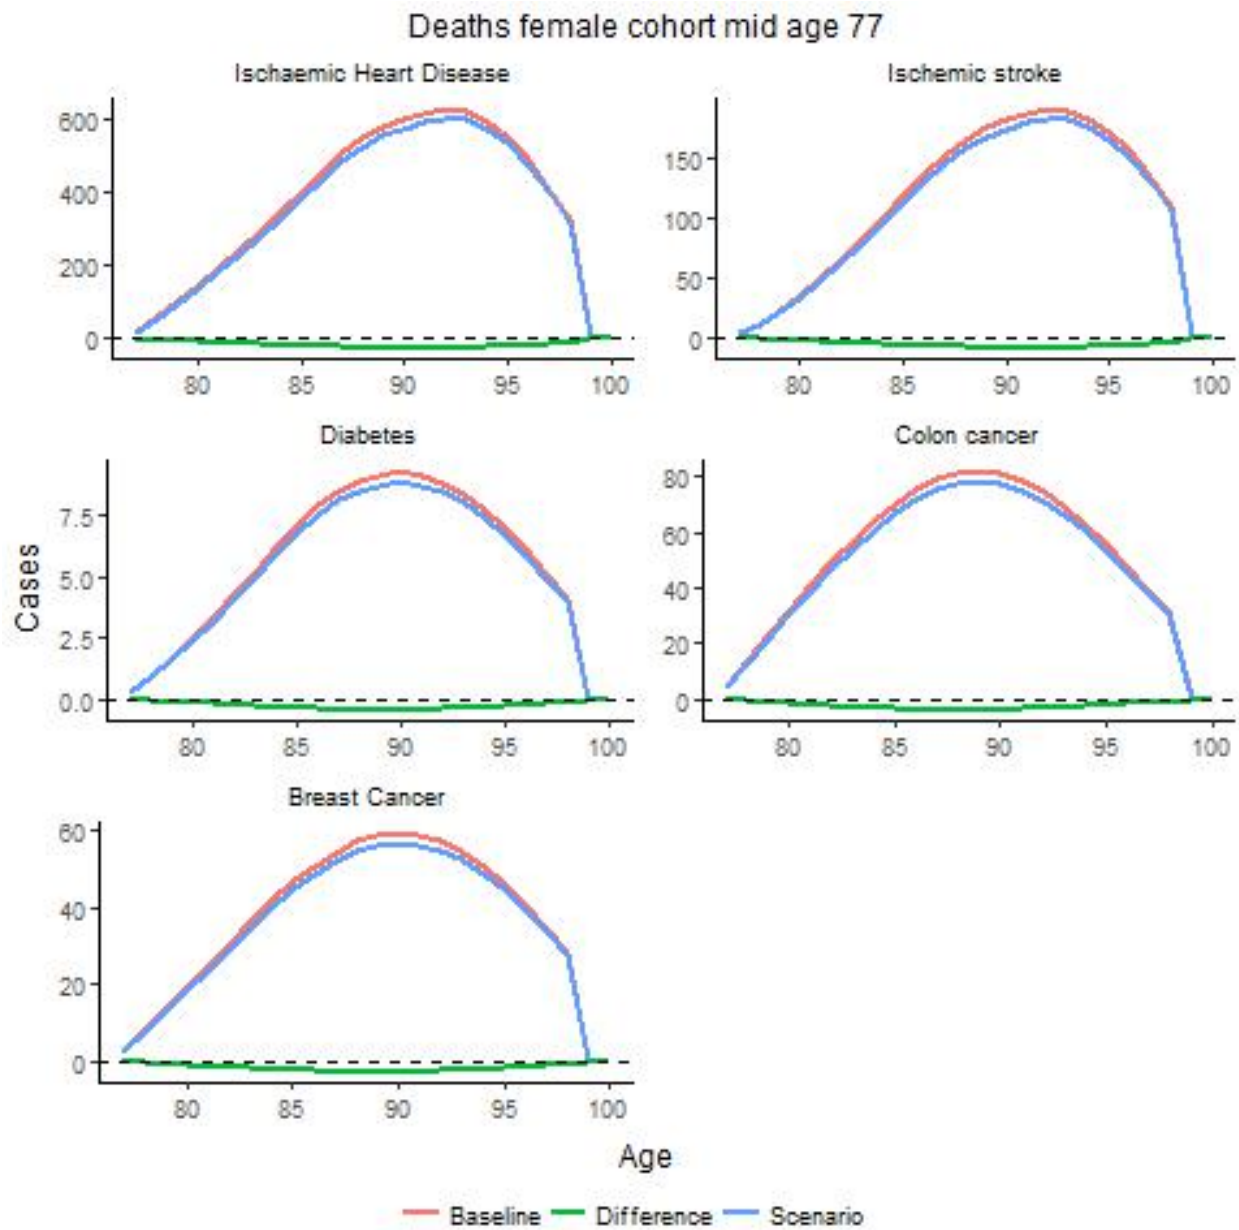 Deaths female cohort mid age 77
Ischaemic Heart Disease
Ischemic stroke
600
400
200
0
80 85 90 95 100
150
100
50
0
80 85 90 95 100
Diabetes
Colon cancer
Cases
7.5
5.0
2.5
0.0
80 85 90 95 100
80
60
40
20
0
80 85 90 95 100
Breast Cancer
60
40
20
0
80 85 90 95 100
Age
Baseline Difference Scenario